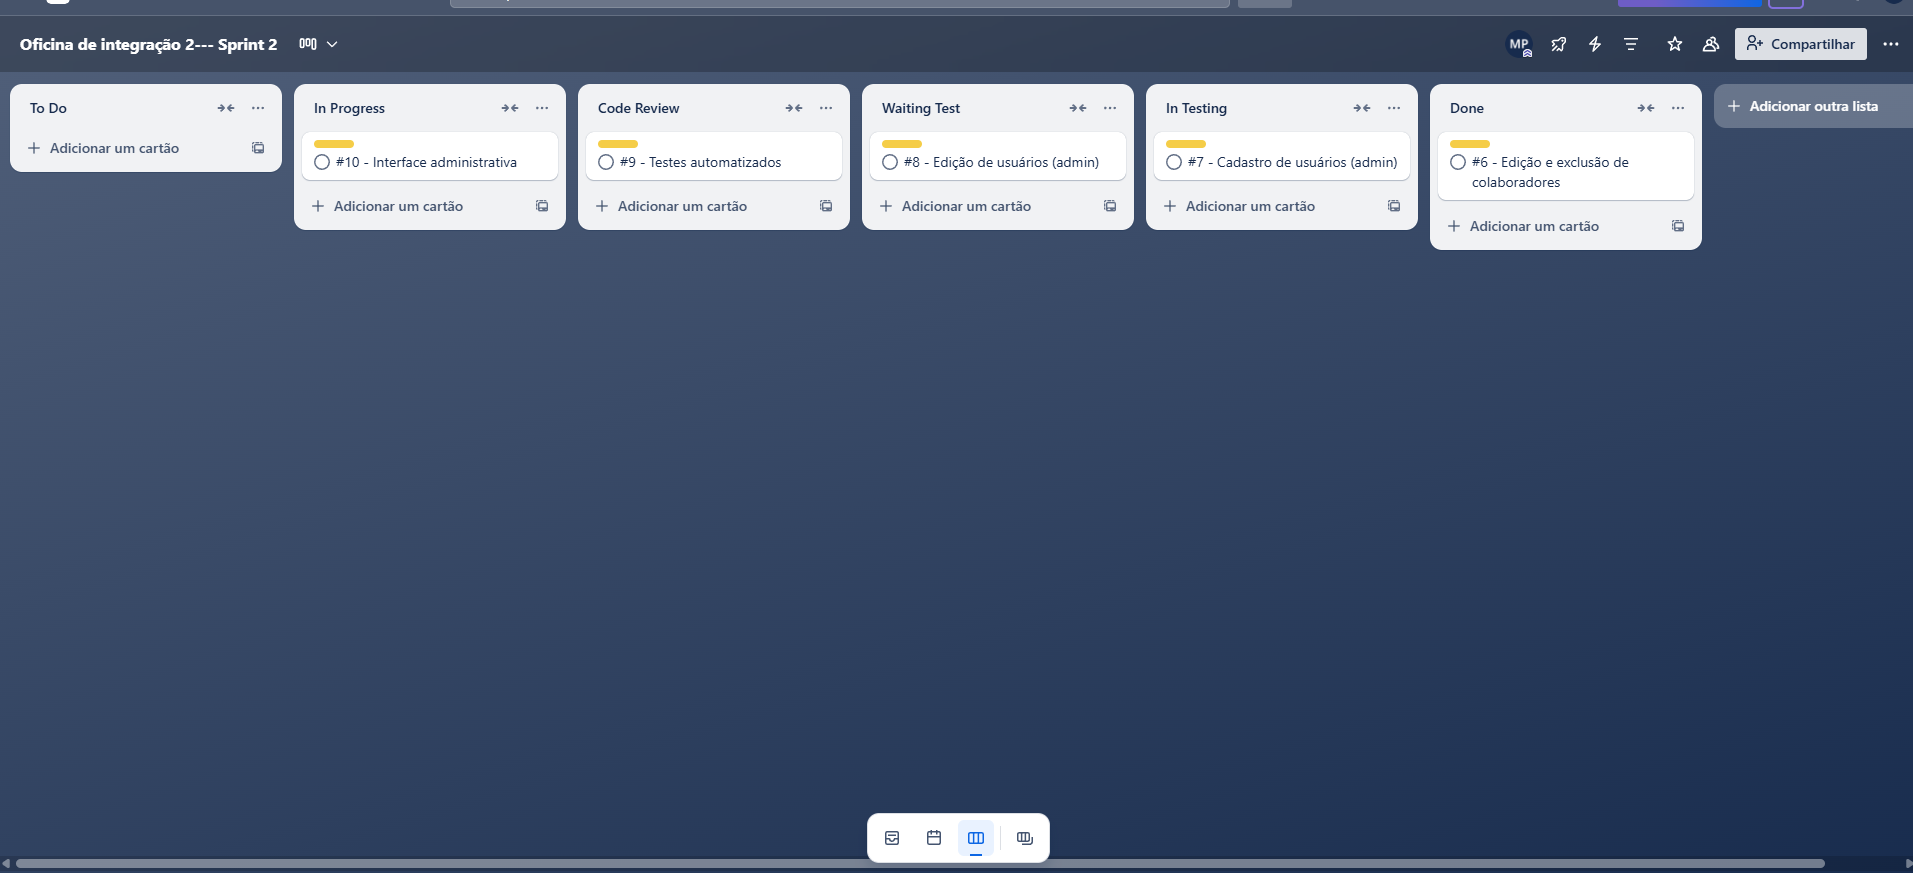 Oficina de integração 2--- Sprint 2
MP
Compartilhar
To Do
Adicionar um cartão
In Progress
#10 - Interface administrativa
Adicionar um cartão
Code Review
#9 - Testes automatizados
Adicionar um cartão
Waiting Test
#8 - Edição de usuários (admin)
Adicionar um cartão
In Testing
#7 - Cadastro de usuários (admin)
Adicionar um cartão
Done
#6 - Edição e exclusão de
colaboradores
Adicionar um cartão
Adicionar outra lista